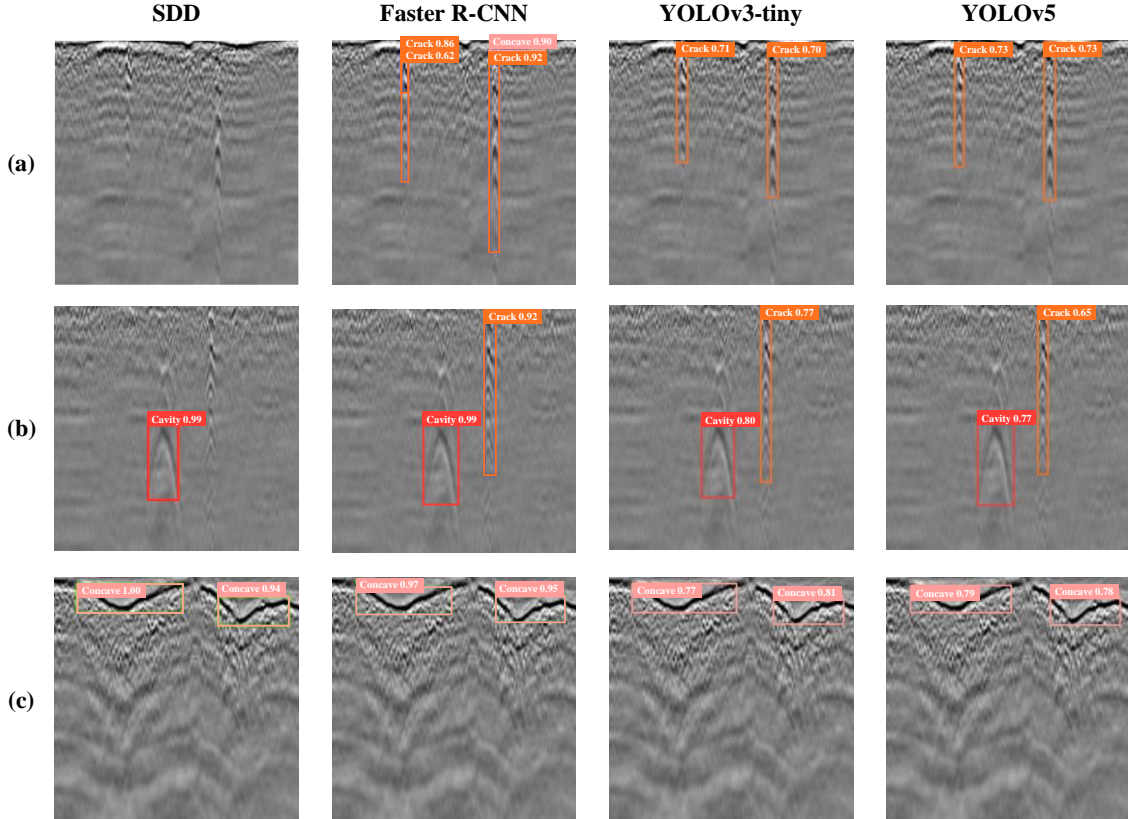 SDD Faster R-CNN YOLOv3-tiny YOLOv5
(a)
Crack 0.86
Crack 0.62
Concave 0.90
Crack 0.92
Crack 0.71
Crack 0.70
Crack 0.73
Crack 0.73
(b)
Cavity 0.99
Crack 0.92
Cavity 0.99
Crack 0.77
Cavity 0.80
Crack 0.65
Cavity 0.77
(c)
Concave 1.00
Concave 0.94
Concave 0.97
Concave 0.95
Concave 0.77
Concave 0.81
Concave 0.79
Concave 0.78